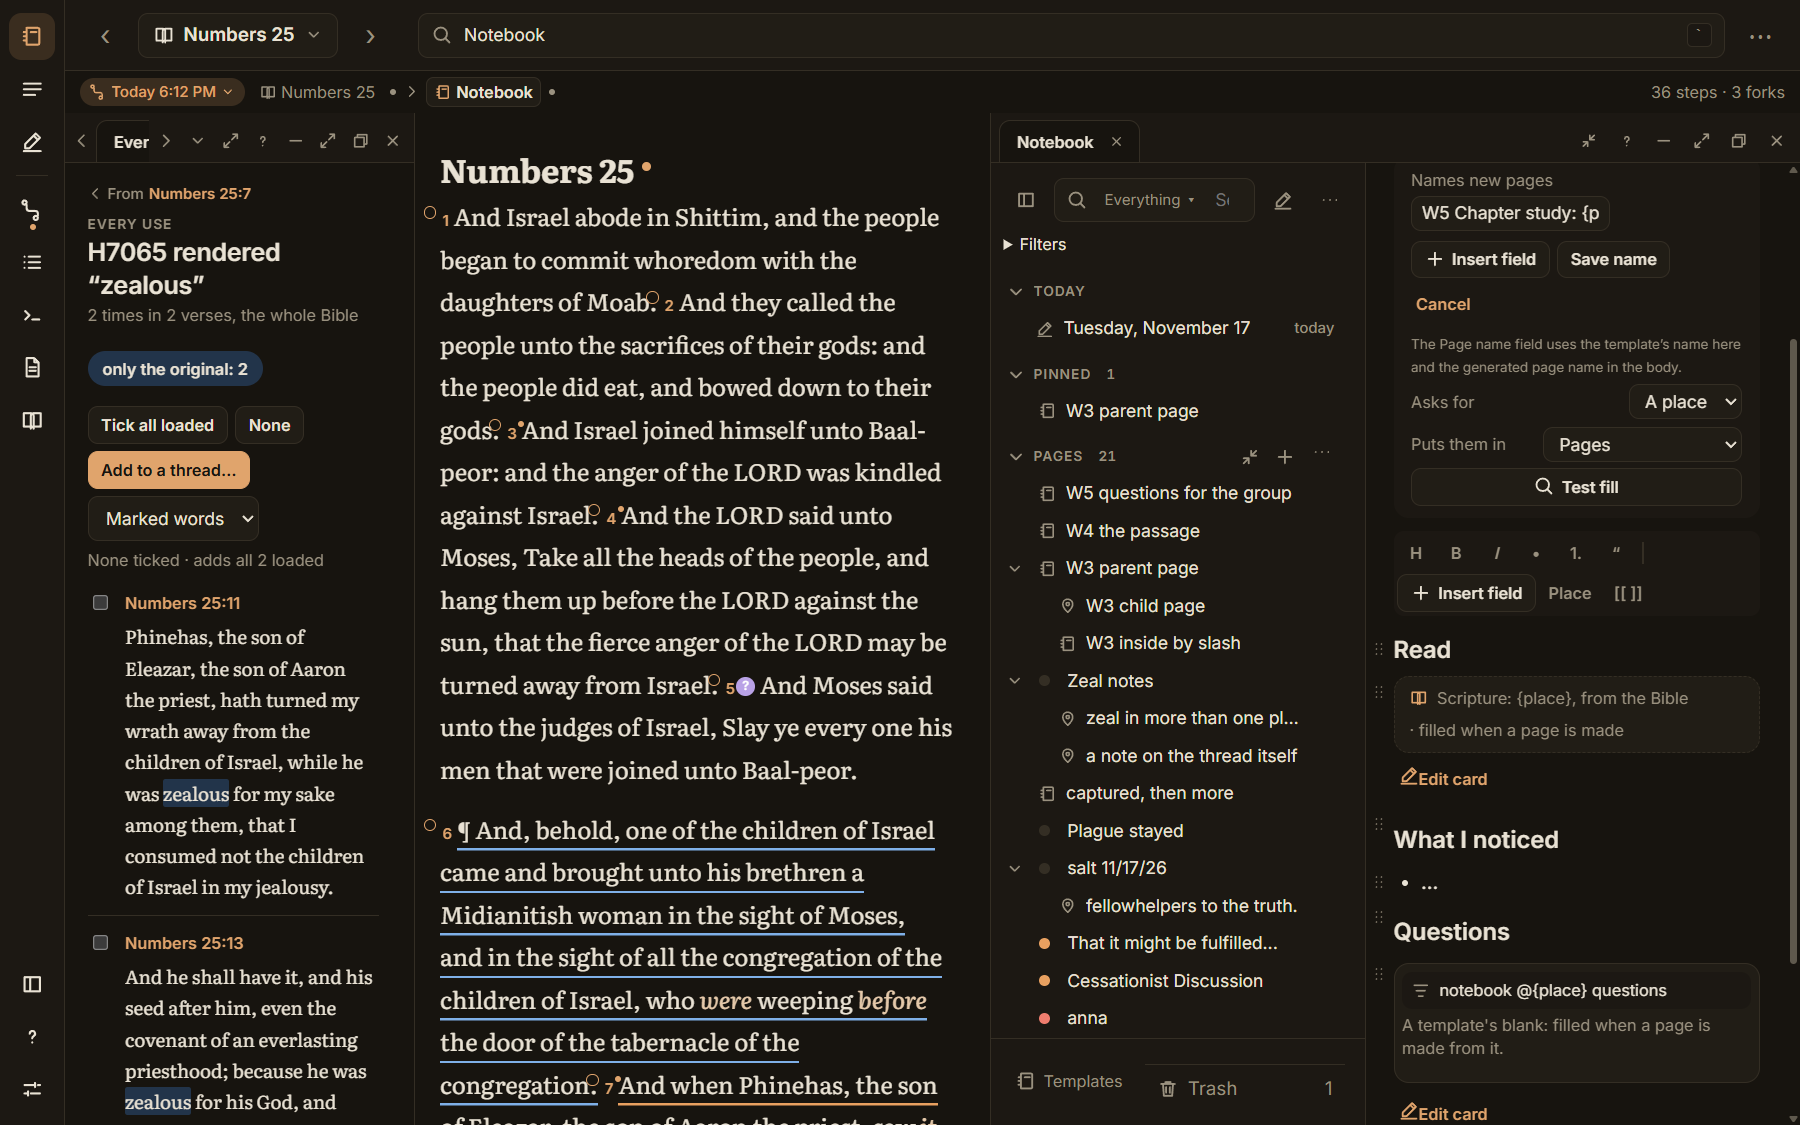 Numbers 25
Notebook
`
Today 6:12 PM
Numbers 25
Notebook
36 steps · 3 forks
Ever
From Numbers 25:7
EVERY USE
H7065 rendered
“zealous”
2 times in 2 verses, the whole Bible
only the original: 2
Tick all loaded
None
Add to a thread...
Marked words
None ticked · adds all 2 loaded
Numbers 25:11
Phinehas, the son of
Eleazar, the son of Aaron
the priest, hath turned my
wrath away from the
children of Israel, while he
was zealous for my sake
among them, that I
consumed not the children
of Israel in my jealousy.
Numbers 25:13
And he shall have it, and his
seed after him, even the
covenant of an everlasting
priesthood; because he was
zealous for his God, and
Numbers 25
1 And Israel abode in Shittim, and the people
began to commit whoredom with the
daughters of Moab. 2 And they called the
people unto the sacrifices of their gods: and
the people did eat, and bowed down to their
gods. 3 And Israel joined himself unto Baal-
peor: and the anger of the LORD was kindled
against Israel. 4 And the LORD said unto
Moses, Take all the heads of the people, and
hang them up before the LORD against the
sun, that the fierce anger of the LORD may be
turned away from Israel. 5 ? And Moses said
unto the judges of Israel, Slay ye every one his
men that were joined unto Baal-peor.
6 ¶ And, behold, one of the children of Israel
came and brought unto his brethren a
Midianitish woman in the sight of Moses,
and in the sight of all the congregation of the
children of Israel, who were weeping before
the door of the tabernacle of the
congregation. 7 And when Phinehas, the son
of Eleazar, the son of Aaron the priest, saw it
Notebook
Everything
Filters
TODAY
Tuesday, November 17 today
PINNED 1
W3 parent page
PAGES 21
W5 questions for the group
W4 the passage
W3 parent page
W3 child page
W3 inside by slash
Zeal notes
zeal in more than one pl...
a note on the thread itself
captured, then more
Plague stayed
salt 11/17/26
fellowhelpers to the truth.
That it might be fulfilled...
Cessationist Discussion
anna
Templates
Trash 1
Names new pages
W5 Chapter study: {p
+ Insert field
Save name
Cancel
The Page name field uses the template’s name here
and the generated page name in the body.
Asks for A place
Puts them in Pages
Test fill
H B I • 1. “
+ Insert field Place [[ ]]
Read
Scripture: {place}, from the Bible
· filled when a page is made
Edit card
What I noticed
• ...
Questions
notebook @{place} questions
A template's blank: filled when a page is
made from it.
Edit card